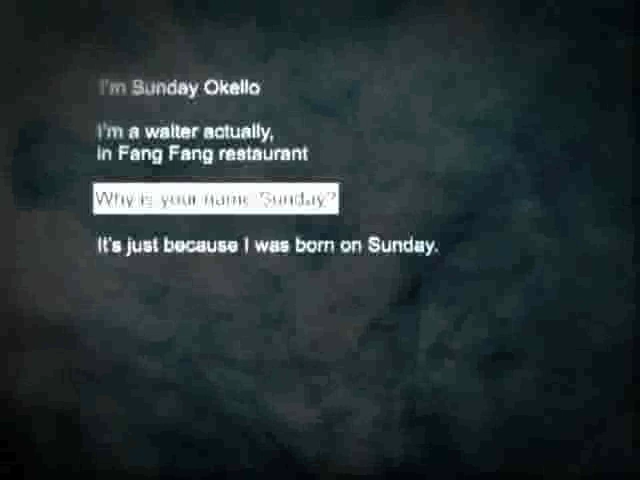 I'm Sunday Okello
I'm a waiter actually,
in Fang Fang restaurant
Why is your name 'Sunday'?
It's just because I was born on Sunday.